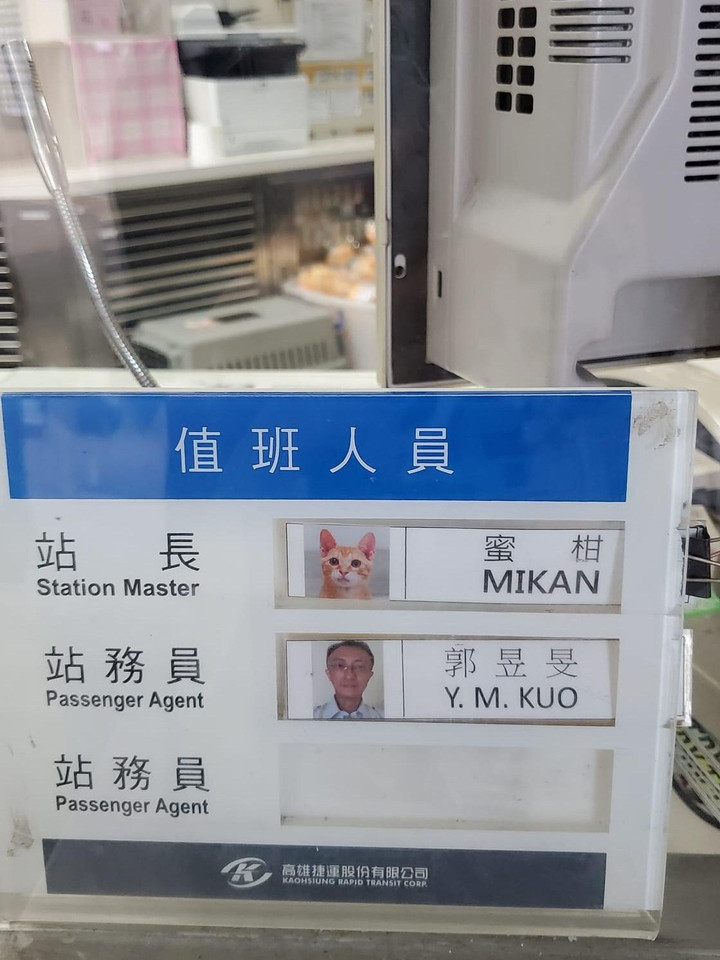 值班人員
站長
Station Master
蜜柑
MIKAN
站務員
Passenger Agent
郭昱旻
Y. M. KUO
站務員
Passenger Agent
高雄捷運股份有限公司
KAOHSIUNG RAPID TRANSIT CORP.